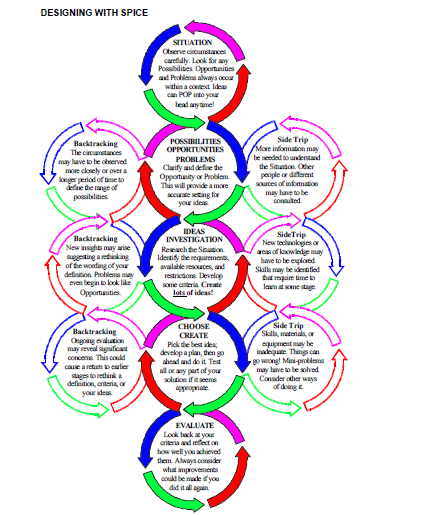 DESIGNING WITH SPICE
SITUATION
Observe circumstances
carefully. Look for any
Possibilities. Opportunities
and Problems always occur
within a context. Ideas
can POP into your
head anytime!
Backtracking
The circumstances
may have to be observed
more closely or over a
longer period of time to
define the range of
possibilities.
POSSIBILITIES
OPPORTUNITIES
PROBLEMS
Clarify and define the
Opportunity or Problem.
This will provide a more
accurate setting for
your ideas.
Side Trip
More information may
be needed to understand
the Situation. Other
people or different
sources of information
may have to be
consulted.
Backtracking
New insights may arise
suggesting a rethinking
of the wording of your
definition. Problems may
even begin to look like
Opportunities.
IDEAS
INVESTIGATION
Research the Situation.
Identify the requirements,
available resources, and
restrictions. Develop
some criteria. Create
lots of ideas!
SideTrip
New technologies or
areas of knowledge may
have to be explored.
Skills may be identified
that require time to
learn at some stage.
Backtracking
Ongoing evaluation
may reveal significant
concerns. This could
cause a return to earlier
stages to rethink a
definition, criteria, or
your ideas.
CHOOSE
CREATE
Pick the best idea;
develop a plan, then go
ahead and do it. Test
all or any part of your
solution if it seems
appropriate.
Side Trip
Skills, materials, or
equipment may be
inadequate. Things can
go wrong! Mini-problems
may have to be solved.
Consider other ways
of doing it.
EVALUATE
Look back at your
criteria and reflect on
how well you achieved
them. Always consider
what improvements
could be made if you
did it all again.